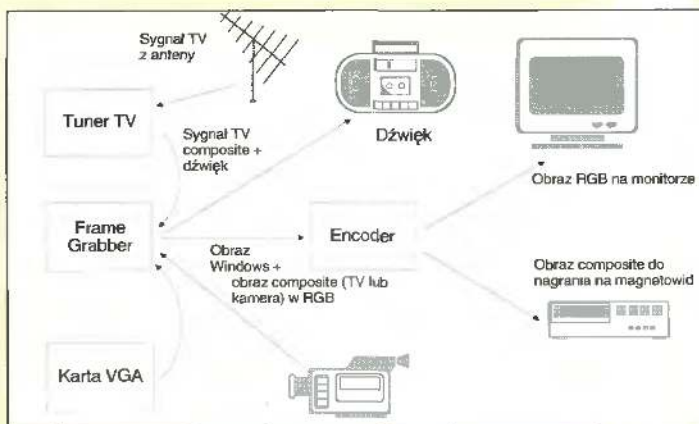 Sygnał TV
z anteny
Tuner TV
Sygnał TV
composite +
dźwięk
Dźwięk
Obraz RGB na monitorze
Frame
Grabber
Encoder
Obraz
Windows +
obraz composite (TV lub
kamera) w RGB
Obraz composite do
nagrania na magnetowid
Karta VGA